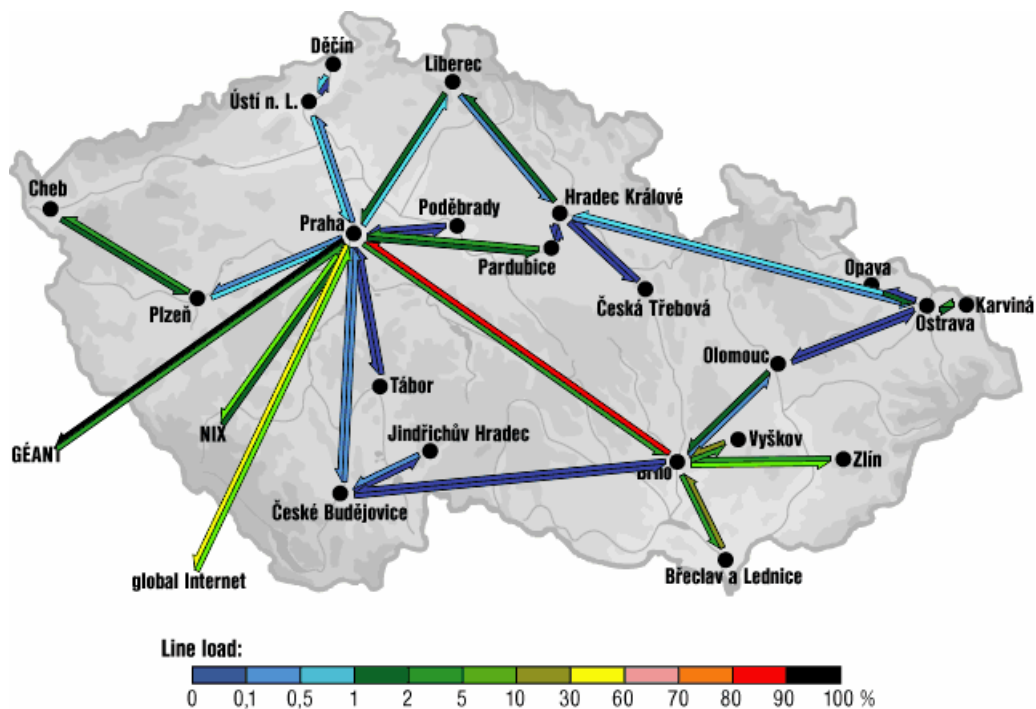 Děčín
Liberec
Ústí n. L.
Cheb
Hradec Králové
Poděbrady
Praha
Pardubice
Opava
Česká Třebová
Karviná
Plzeň
Ostrava
Olomouc
Tábor
NIX
Jindřichův Hradec
Vyškov
GÉANT
Zlín
Brno
České Budějovice
global Internet
Břeclav a Lednice
Line load:
0 0,1 0,5 1 2 5 10 30 60 70 80 90 100 %